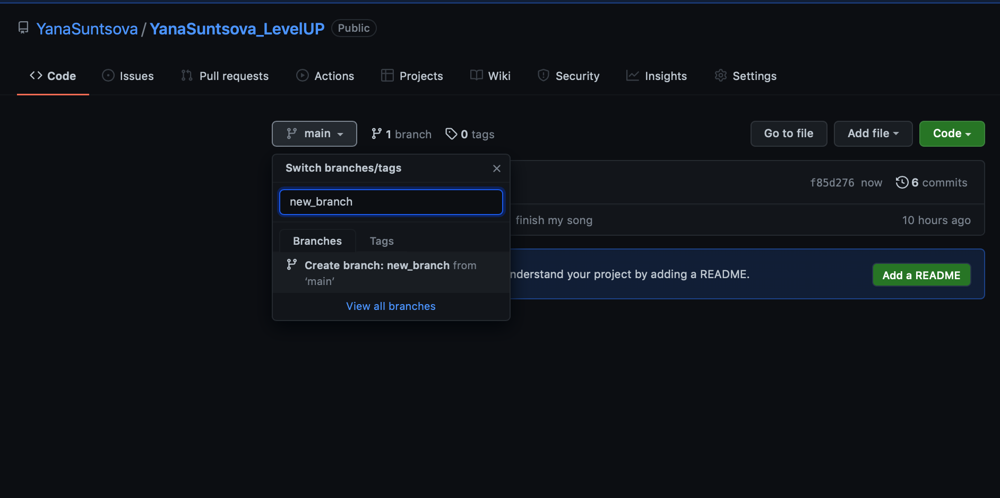 YanaSuntsova / YanaSuntsova_LevelUP Public
Code Issues Pull requests Actions Projects Wiki Security Insights Settings
main 1 branch 0 tags Go to file Add file Code
Switch branches/tags
f85d276 now 6 commits
new_branch
finish my song 10 hours ago
Branches Tags
Create branch: new_branch from
‘main’
nderstand your project by adding a README. Add a README
View all branches